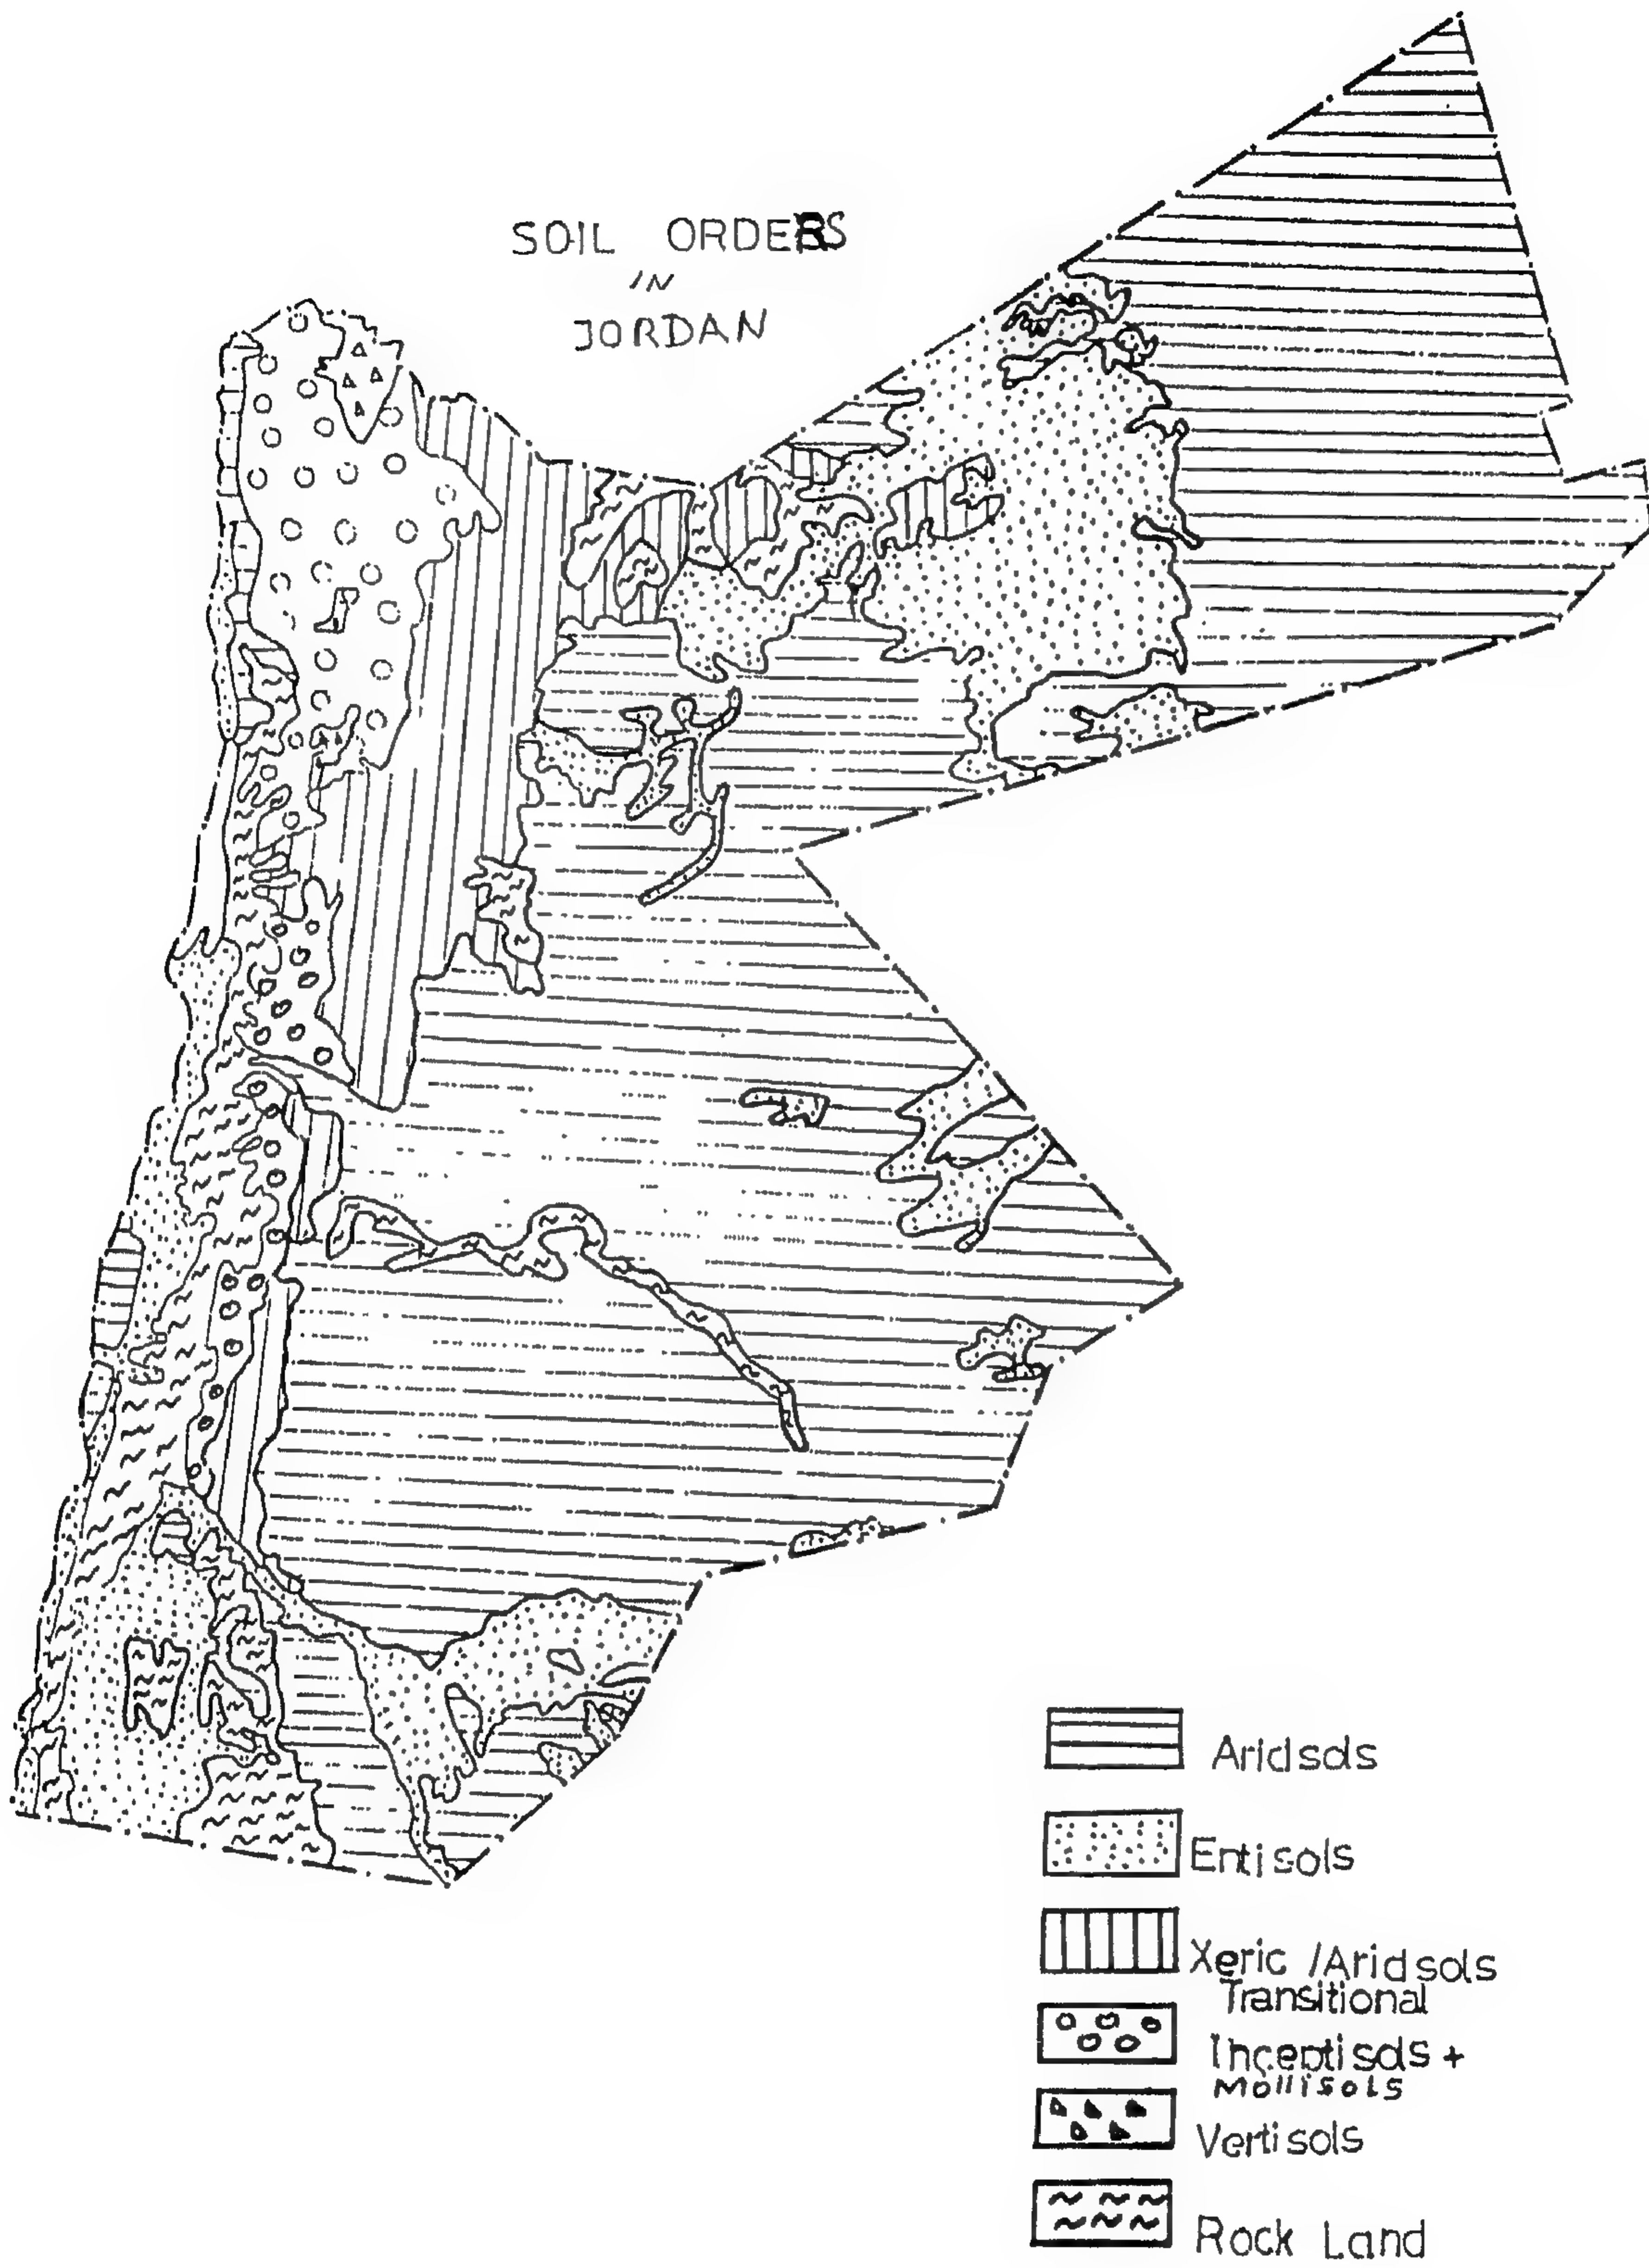 SOIL ORDERS
IN
JORDAN
Aridsols
Entisols
Xeric /Aridsols
Transitional
Inceptisols +
Mollisols
Vertisols
Rock Land